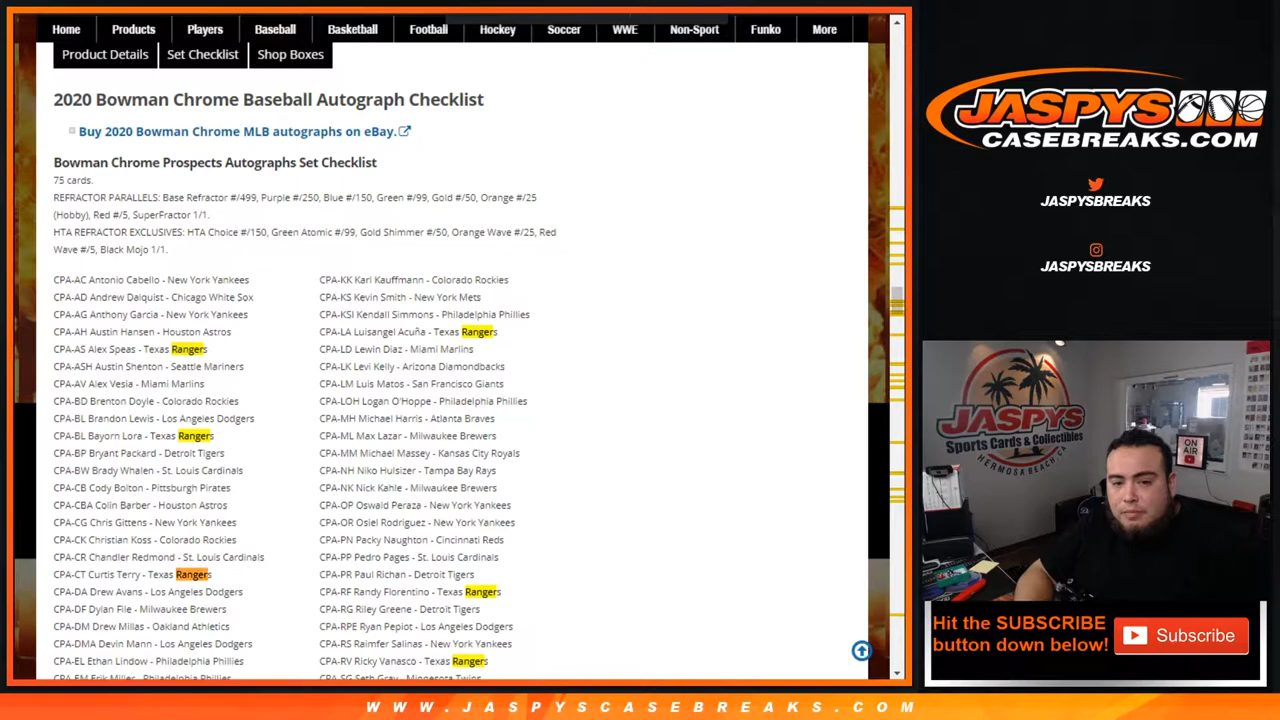 Home Products Players Baseball Basketball Football Hockey Soccer WWE Non-Sport Funko More
Product Details Set Checklist Shop Boxes
2020 Bowman Chrome Baseball Autograph Checklist
Buy 2020 Bowman Chrome MLB autographs on eBay.
Bowman Chrome Prospects Autographs Set Checklist
75 cards.
REFRACTOR PARALLELS: Base Refractor #/499, Purple #/250, Blue #/150, Green #/99, Gold #/50, Orange #/25
(Hobby), Red #/5, SuperFractor 1/1.
HTA REFRACTOR EXCLUSIVES: HTA Choice #/150, Green Atomic #/99, Gold Shimmer #/50, Orange Wave #/25, Red
Wave #/5, Black Mojo 1/1.
CPA-AC Antonio Cabello - New York Yankees
CPA-AD Andrew Dalquist - Chicago White Sox
CPA-AG Anthony Garcia - New York Yankees
CPA-AH Austin Hansen - Houston Astros
CPA-AS Alex Speas - Texas Rangers
CPA-ASH Austin Shenton - Seattle Mariners
CPA-AV Alex Vesia - Miami Marlins
CPA-BD Brenton Doyle - Colorado Rockies
CPA-BL Brandon Lewis - Los Angeles Dodgers
CPA-BL Bayorn Lora - Texas Rangers
CPA-BP Bryant Packard - Detroit Tigers
CPA-BW Brady Whalen - St. Louis Cardinals
CPA-CB Cody Bolton - Pittsburgh Pirates
CPA-CBA Colin Barber - Houston Astros
CPA-CG Chris Gittens - New York Yankees
CPA-CK Christian Koss - Colorado Rockies
CPA-CR Chandler Redmond - St. Louis Cardinals
CPA-CT Curtis Terry - Texas Rangers
CPA-DA Drew Avans - Los Angeles Dodgers
CPA-DF Dylan File - Milwaukee Brewers
CPA-DM Drew Millas - Oakland Athletics
CPA-DMA Devin Mann - Los Angeles Dodgers
CPA-EL Ethan Lindow - Philadelphia Phillies
CPA-EM Erik Miller - Philadelphia Phillies
CPA-KK Karl Kauffmann - Colorado Rockies
CPA-KS Kevin Smith - New York Mets
CPA-KSI Kendall Simmons - Philadelphia Phillies
CPA-LA Luisangel Acuña - Texas Rangers
CPA-LD Lewin Diaz - Miami Marlins
CPA-LK Levi Kelly - Arizona Diamondbacks
CPA-LM Luis Matos - San Francisco Giants
CPA-LOH Logan O'Hoppe - Philadelphia Phillies
CPA-MH Michael Harris - Atlanta Braves
CPA-ML Max Lazar - Milwaukee Brewers
CPA-MM Michael Massey - Kansas City Royals
CPA-NH Niko Hulsizer - Tampa Bay Rays
CPA-NK Nick Kahle - Milwaukee Brewers
CPA-OP Oswald Peraza - New York Yankees
CPA-OR Osiel Rodriguez - New York Yankees
CPA-PN Packy Naughton - Cincinnati Reds
CPA-PP Pedro Pages - St. Louis Cardinals
CPA-PR Paul Richan - Detroit Tigers
CPA-RF Randy Florentino - Texas Rangers
CPA-RG Riley Greene - Detroit Tigers
CPA-RPE Ryan Pepiot - Los Angeles Dodgers
CPA-RS Raimfer Salinas - New York Yankees
CPA-RV Ricky Vanasco - Texas Rangers
CPA-SG Seth Gray - Minnesota Twins
JASPYS
CASEBREAKS.COM
JASPYSBREAKS
JASPYSBREAKS
JASPYS
Sports Cards & Collectibles
HERMOSA BEACH, CA
ON
AIR
Hit the SUBSCRIBE
button down below!
Subscribe
WWW.JASPYSCASEBREAKS.COM